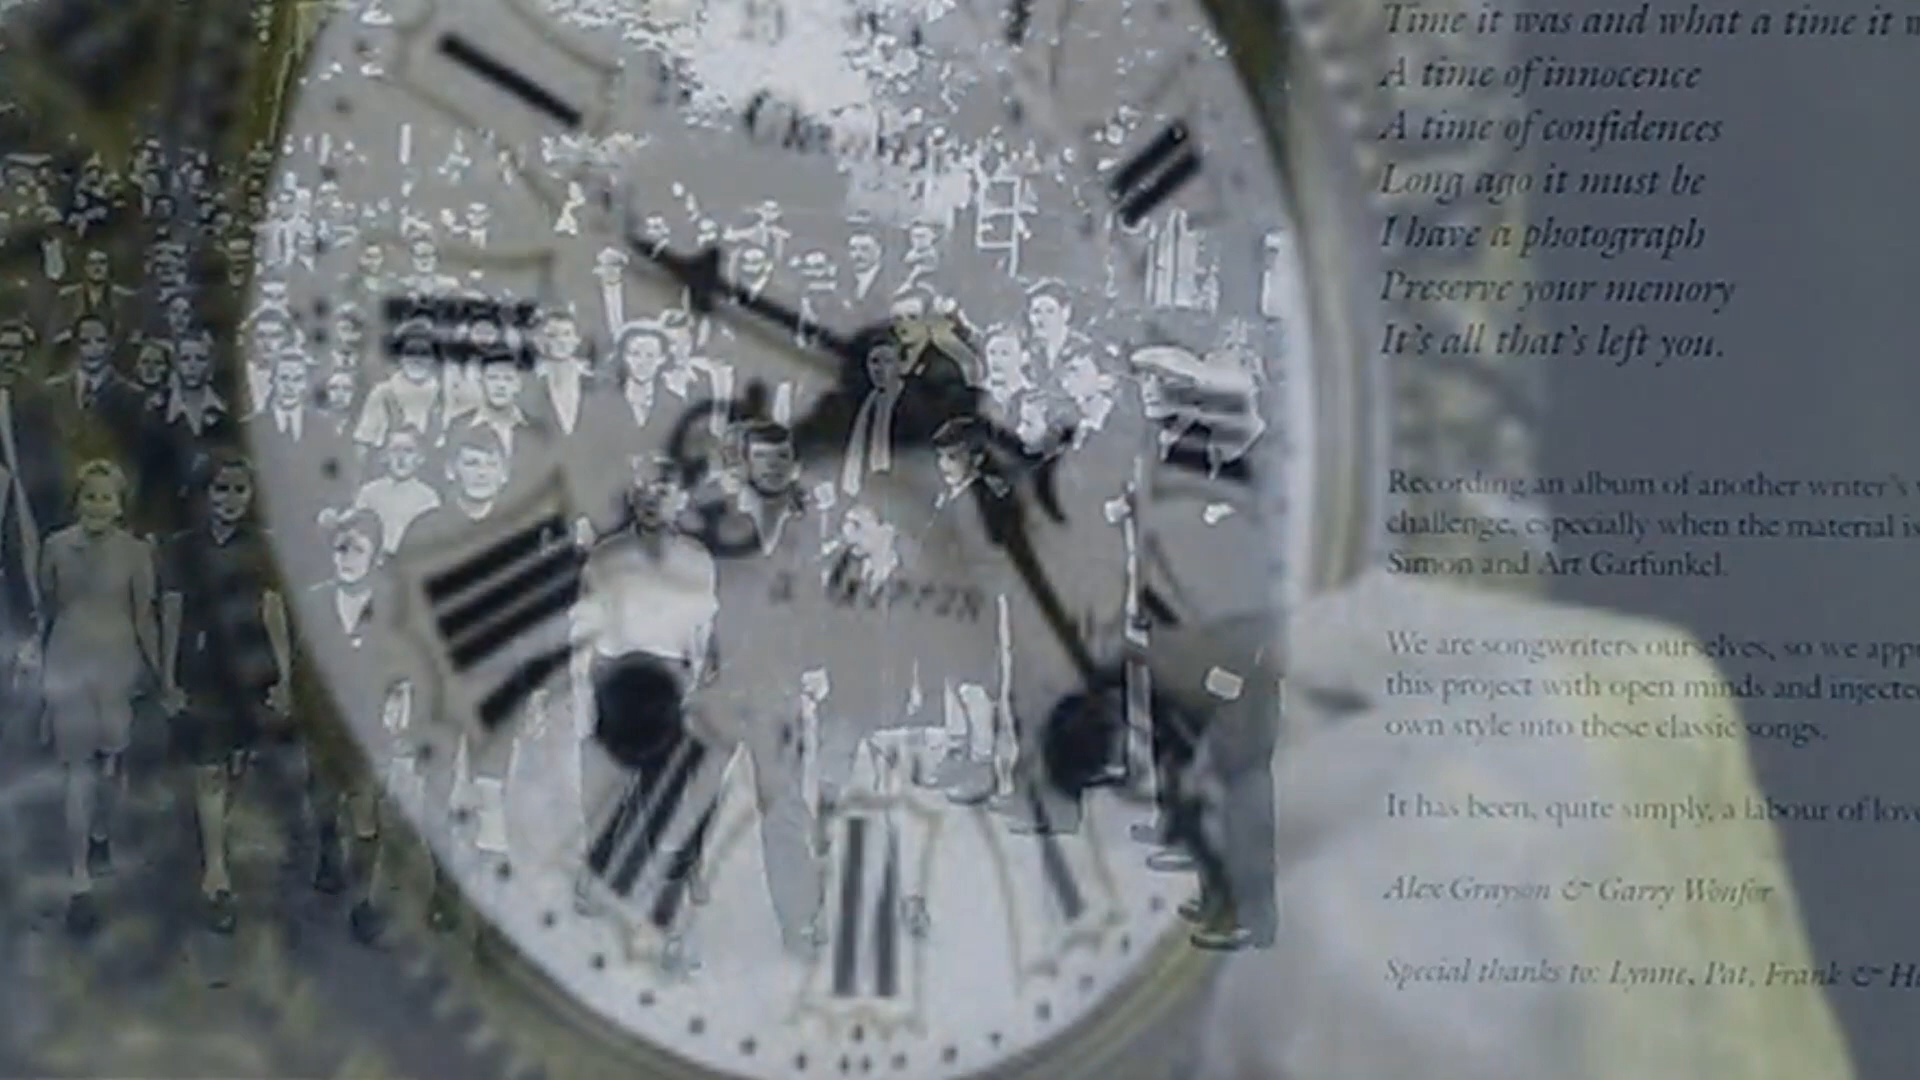 Time it was and what a time it w
A time of innocence
A time of confidences
Long ago it must be
I have a photograph
Preserve your memory
It's all that's left you.
Recording an album of another writer's
challenge, especially when the material is
Simon and Art Garfunkel.
We are songwriters ourselves, so we appr
this project with open minds and injected
own style into these classic songs.
It has been, quite simply, a labour of love
Alex Grayson & Garry Wonfor
Special thanks to: Lynne, Pat, Frank & H